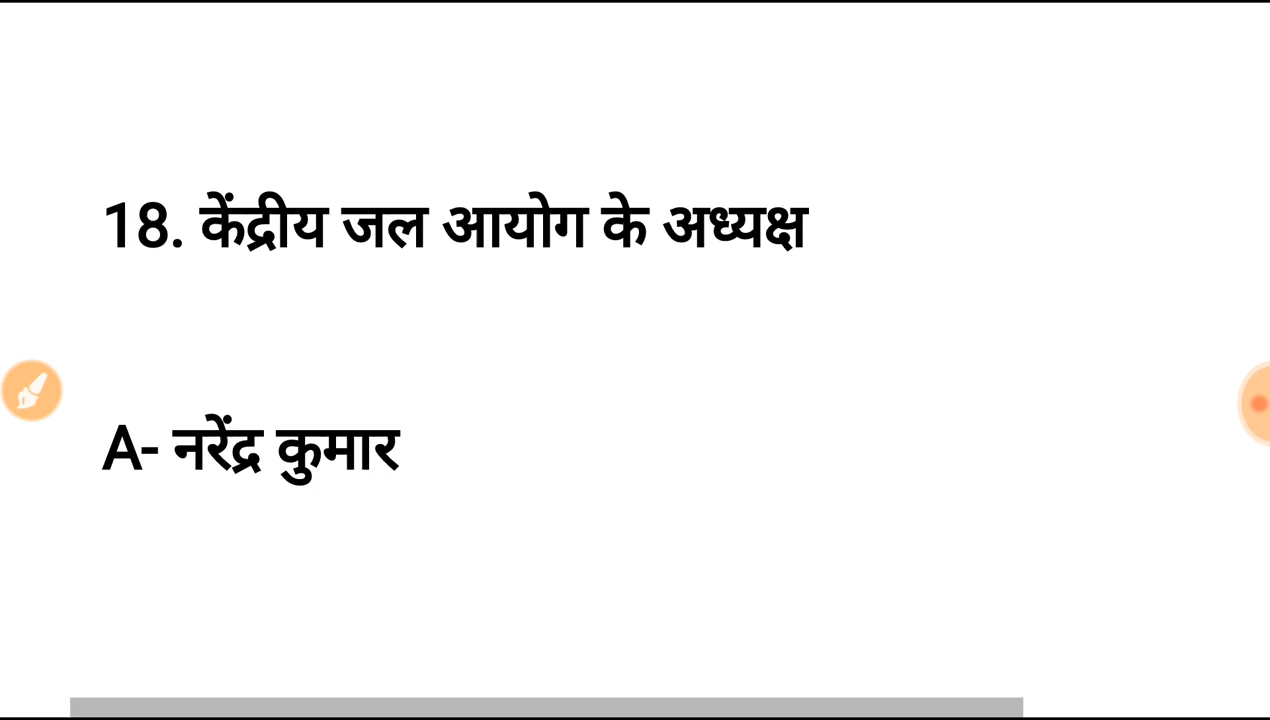 18. केंद्रीय जल आयोग के अध्यक्ष
A- नरेंद्र कुमार